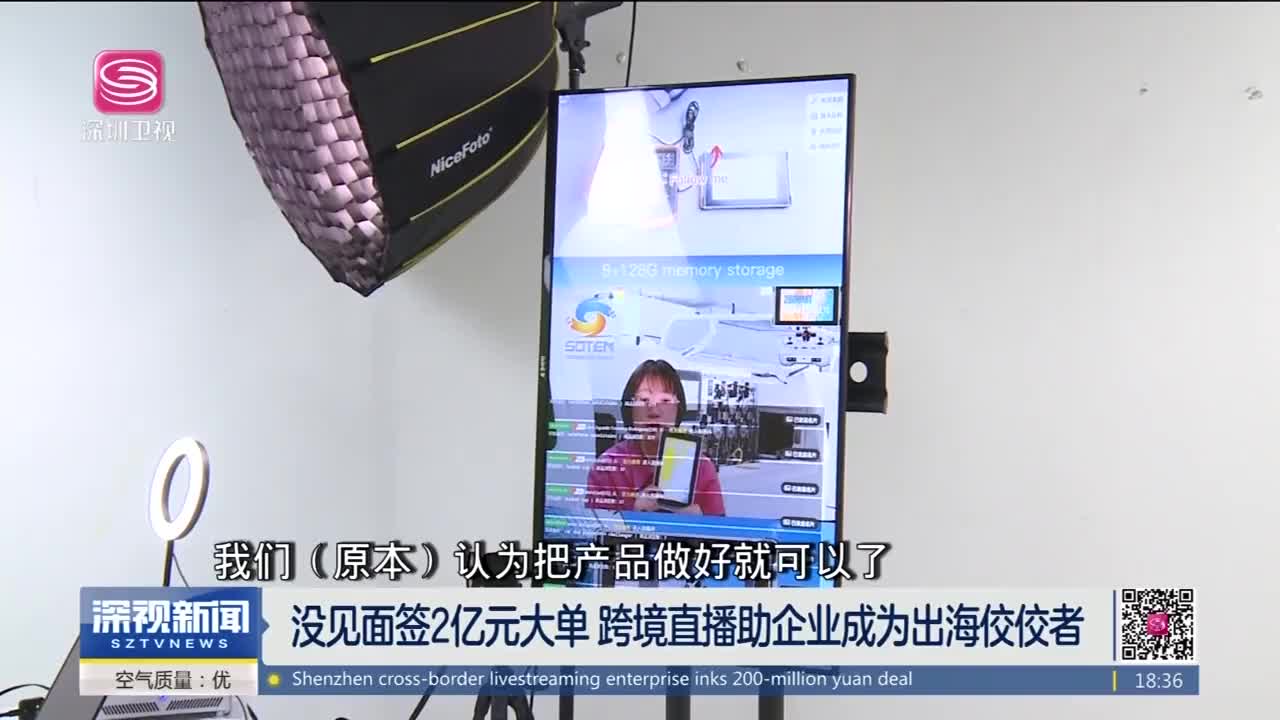 深圳卫视
NiceFoto
Follow me
8+128G memory storage
SOTEN
我们（原本）认为把产品做好就可以了
深视新闻
SZTVNEWS
没见面签2亿元大单 跨境直播助企业成为出海佼佼者
空气质量：优
Shenzhen cross-border livestreaming enterprise inks 200-million yuan deal
18:36